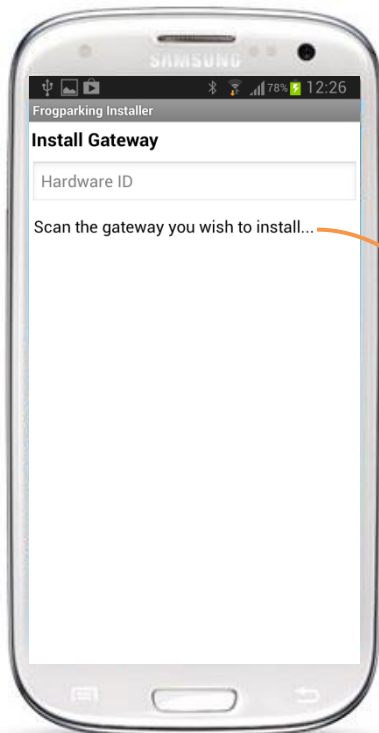 SAMSUNG
78% 12:26
Frogparking Installer
Install Gateway
Hardware ID
Scan the gateway you wish to install...